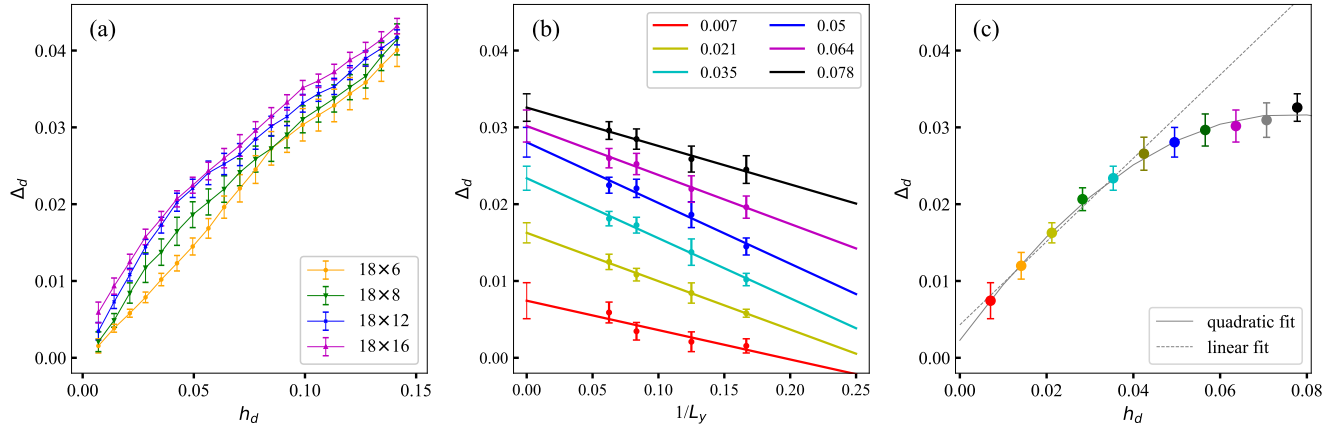 (a)
Δ_d
0.04
0.03
0.02
0.01
0.00
18×6
18×8
18×12
18×16
0.00 0.05 0.10 0.15
h_d
(b)
Δ_d
0.04
0.03
0.02
0.01
0.00
0.007 0.05
0.021 0.064
0.035 0.078
0.00 0.05 0.10 0.15 0.20 0.25
1/L_y
(c)
Δ_d
0.04
0.03
0.02
0.01
0.00
quadratic fit
linear fit
0.00 0.02 0.04 0.06 0.08
h_d